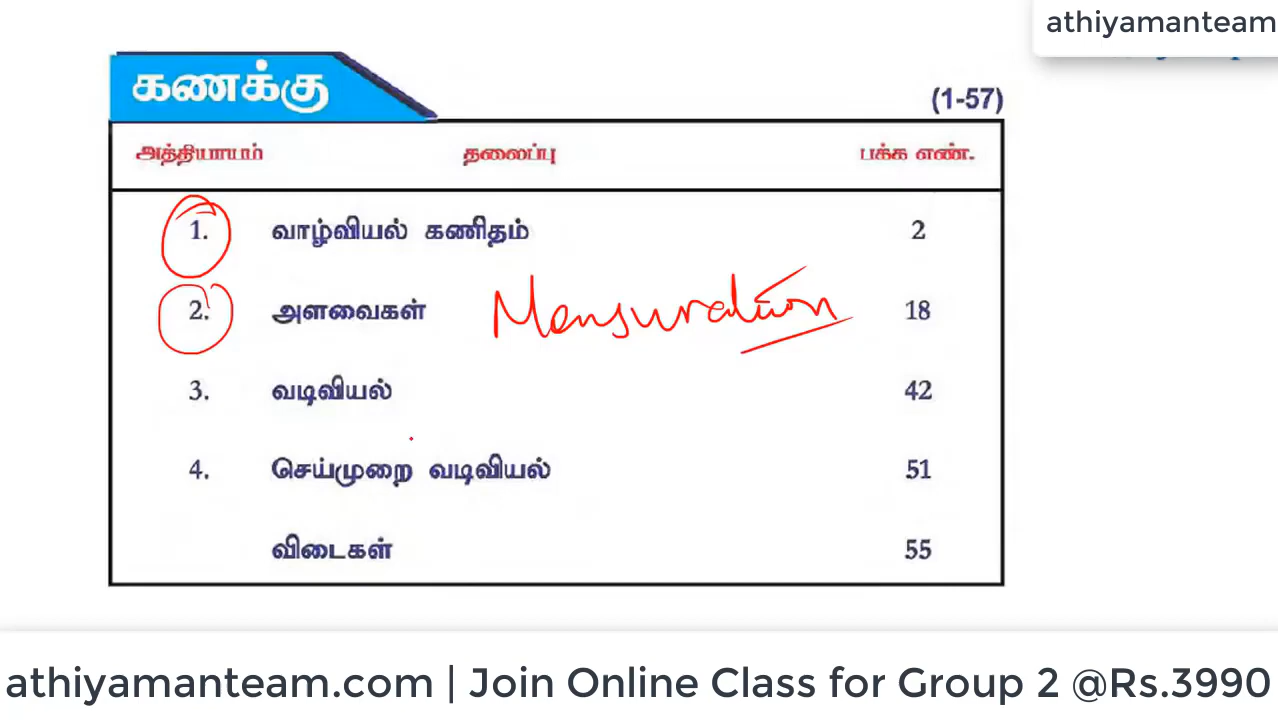 athiyamanteam
கணக்கு
(1-57)
அத்தியாயம் தலைப்பு பக்க எண்.
1. வாழ்வியல் கணிதம் 2
2. அளவைகள் Mensuration 18
3. வடிவியல் 42
4. செய்முறை வடிவியல் 51
விடைகள் 55
athiyamanteam.com | Join Online Class for Group 2 @Rs.3990